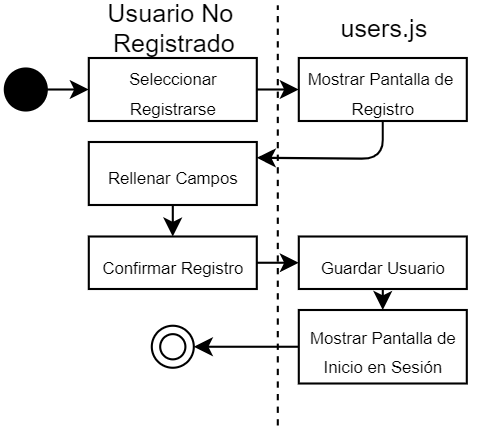 Usuario No
Registrado
users.js
Seleccionar
Registrarse
Mostrar Pantalla de
Registro
Rellenar Campos
Confirmar Registro
Guardar Usuario
Mostrar Pantalla de
Inicio en Sesión